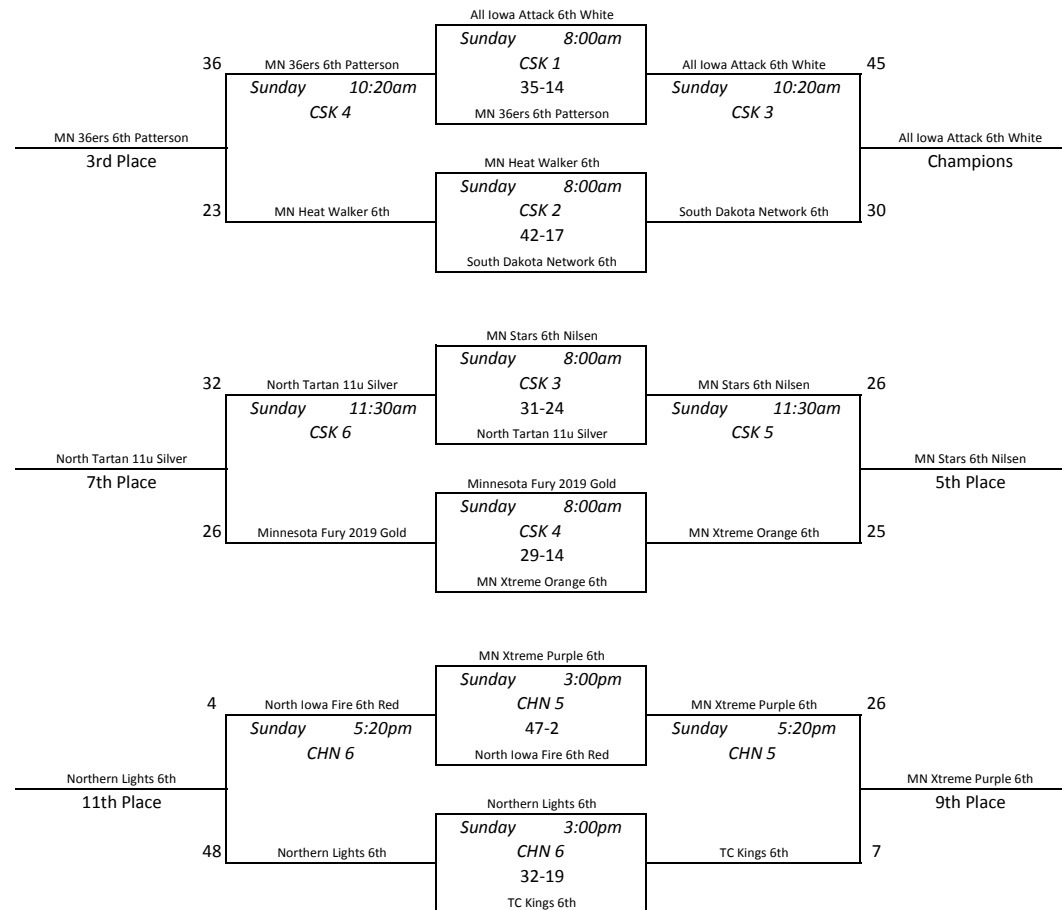 All Iowa Attack 6th White
Sunday 8:00am
36 MN 36ers 6th Patterson CSK 1 All Iowa Attack 6th White 45
Sunday 10:20am 35-14 Sunday 10:20am
CSK 4 MN 36ers 6th Patterson CSK 3
MN 36ers 6th Patterson All Iowa Attack 6th White
3rd Place MN Heat Walker 6th Champions
Sunday 8:00am
23 MN Heat Walker 6th CSK 2 South Dakota Network 6th 30
42-17
South Dakota Network 6th
MN Stars 6th Nilsen
Sunday 8:00am
32 North Tartan 11u Silver CSK 3 MN Stars 6th Nilsen 26
Sunday 11:30am 31-24 Sunday 11:30am
CSK 6 North Tartan 11u Silver CSK 5
North Tartan 11u Silver MN Stars 6th Nilsen
7th Place Minnesota Fury 2019 Gold 5th Place
Sunday 8:00am
26 Minnesota Fury 2019 Gold CSK 4 MN Xtreme Orange 6th 25
29-14
MN Xtreme Orange 6th
MN Xtreme Purple 6th
Sunday 3:00pm
4 North Iowa Fire 6th Red CHN 5 MN Xtreme Purple 6th 26
Sunday 5:20pm 47-2 Sunday 5:20pm
CHN 6 North Iowa Fire 6th Red CHN 5
Northern Lights 6th MN Xtreme Purple 6th
11th Place Northern Lights 6th 9th Place
Sunday 3:00pm
48 Northern Lights 6th CHN 6 TC Kings 6th 7
32-19
TC Kings 6th